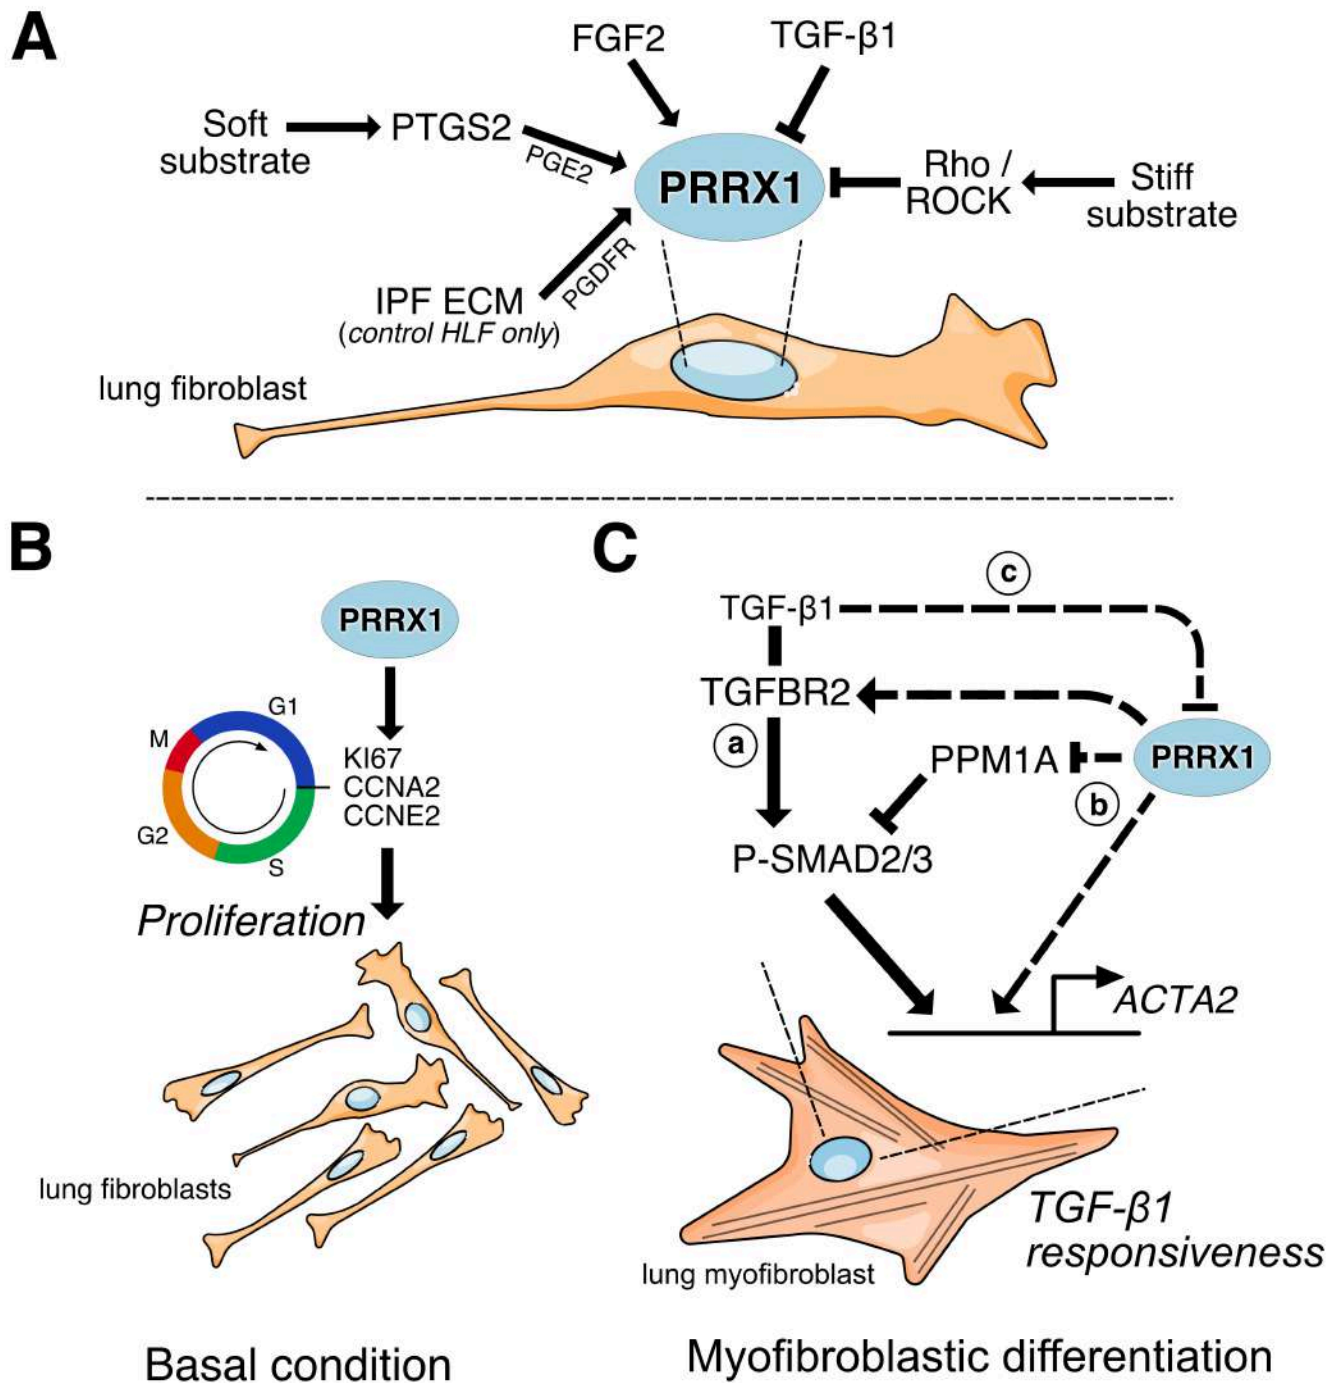 A
FGF2
TGF-β1
Soft
substrate
PTGS2
PGE2
PRRX1
Rho /
ROCK
Stiff
substrate
IPF ECM
(control HLF only)
PGDFR
lung fibroblast
B
PRRX1
G1
M
G2
S
KI67
CCNA2
CCNE2
Proliferation
lung fibroblasts
Basal condition
C
c
TGF-β1
TGFBR2
a
PPM1A
PRRX1
b
P-SMAD2/3
ACTA2
TGF-β1
responsiveness
lung myofibroblast
Myofibroblastic differentiation